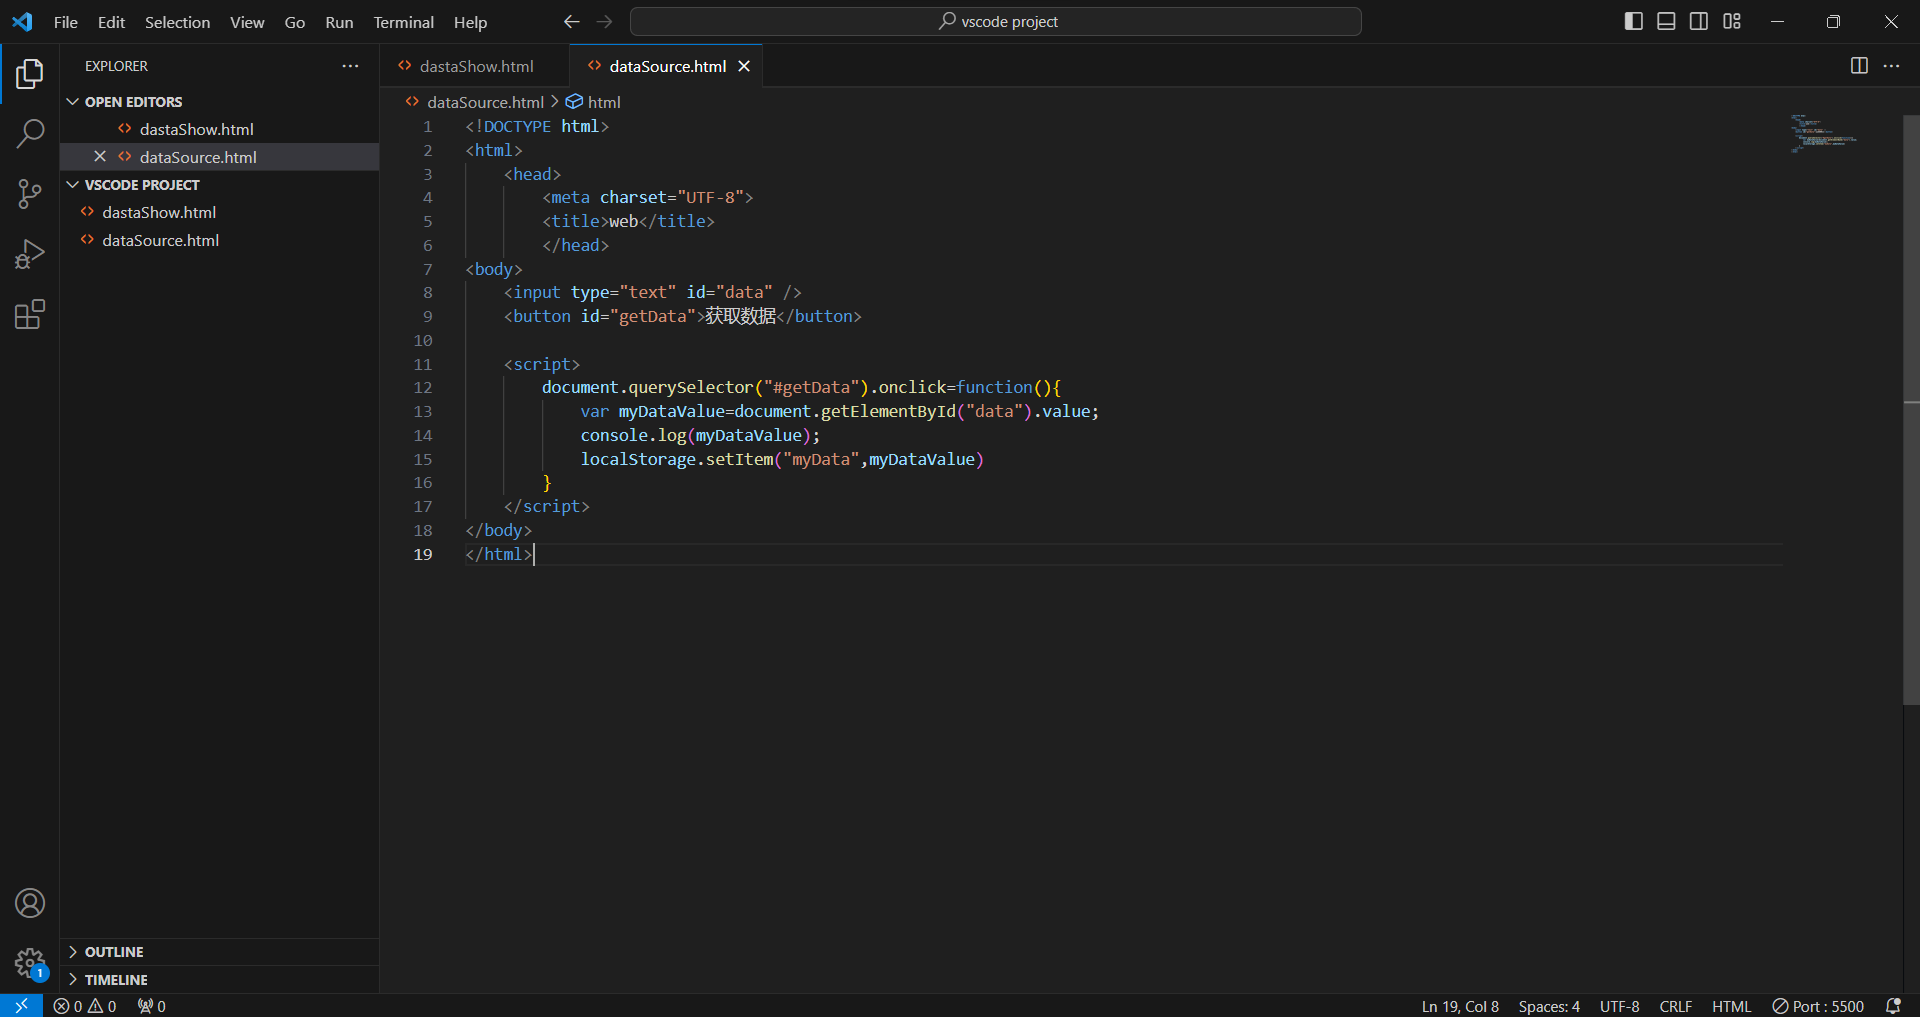 File Edit Selection View Go Run Terminal Help
vscode project
EXPLORER
OPEN EDITORS
dastaShow.html
dataSource.html
VSCODE PROJECT
dastaShow.html
dataSource.html
OUTLINE
TIMELINE
dastaShow.html
dataSource.html
dataSource.html > html
1 <!DOCTYPE html>
2 <html>
3 <head>
4 <meta charset="UTF-8">
5 <title>web</title>
6 </head>
7 <body>
8 <input type="text" id="data" />
9 <button id="getData">获取数据</button>
10
11 <script>
12 document.querySelector("#getData").onclick=function(){
13 var myDataValue=document.getElementById("data").value;
14 console.log(myDataValue);
15 localStorage.setItem("myData",myDataValue)
16 }
17 </script>
18 </body>
19 </html>
1
0 0 0
Ln 19, Col 8 Spaces: 4 UTF-8 CRLF HTML Port : 5500